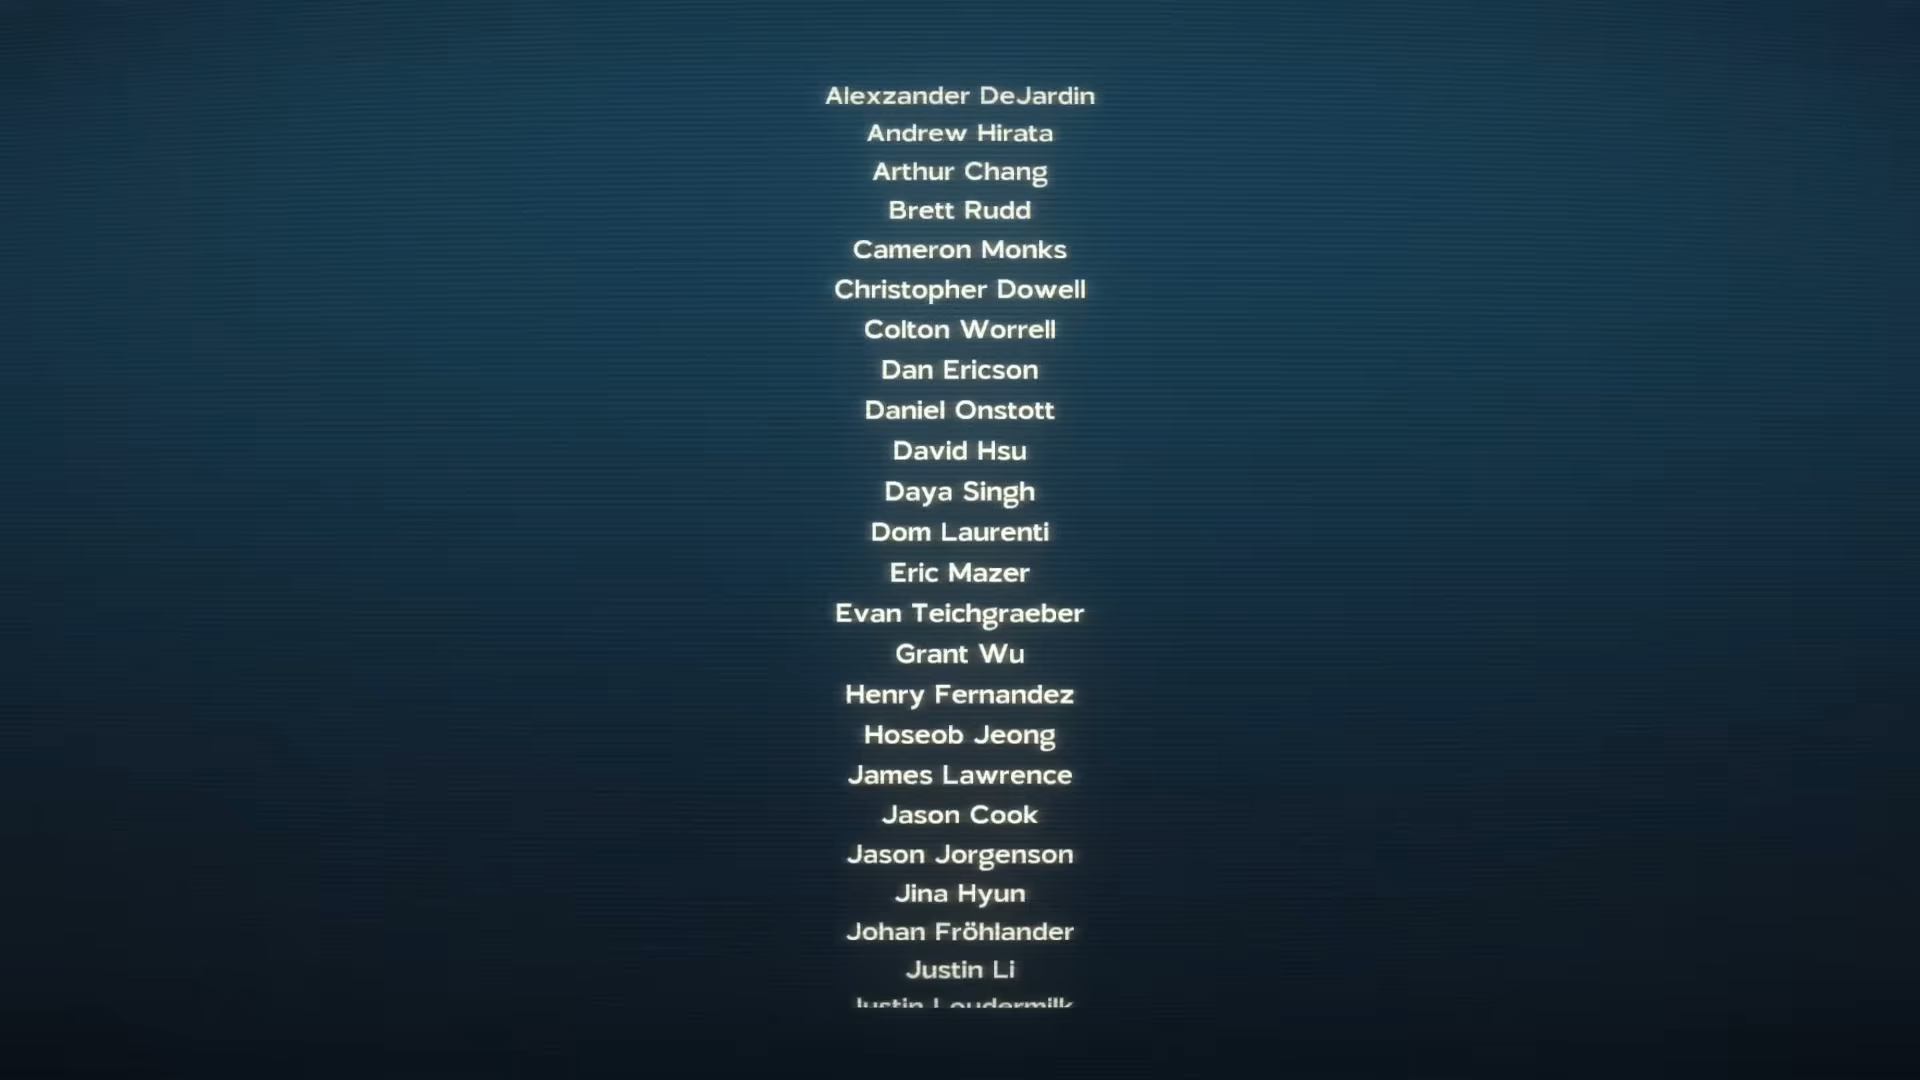 Alexzander DeJardin
Andrew Hirata
Arthur Chang
Brett Rudd
Cameron Monks
Christopher Dowell
Colton Worrell
Dan Ericson
Daniel Onstott
David Hsu
Daya Singh
Dom Laurenti
Eric Mazer
Evan Teichgraeber
Grant Wu
Henry Fernandez
Hoseob Jeong
James Lawrence
Jason Cook
Jason Jorgenson
Jina Hyun
Johan Fröhlander
Justin Li
Justin Loudermilk